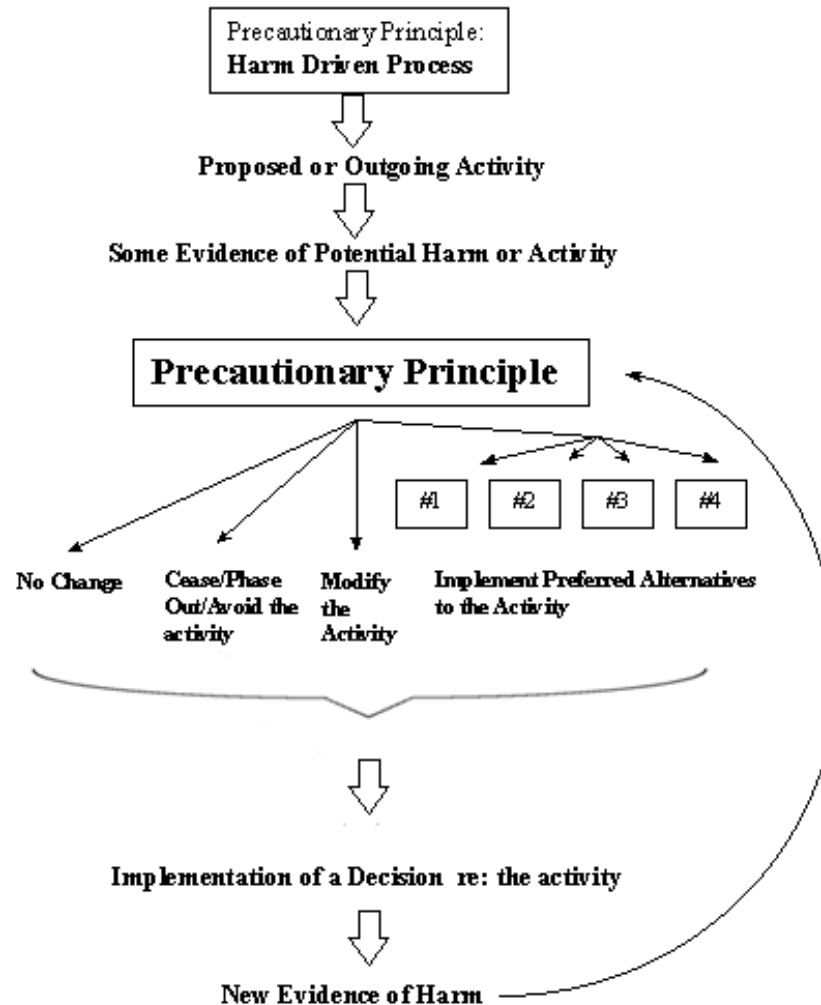 Precautionary Principle:
Harm Driven Process
Proposed or Outgoing Activity
Some Evidence of Potential Harm or Activity
Precautionary Principle
#1 #2 #3 #4
No Change
Cease/Phase
Out/Avoid the
activity
Modify
the
Activity
Implement Preferred Alternatives
to the Activity
Implementation of a Decision re: the activity
New Evidence of Harm